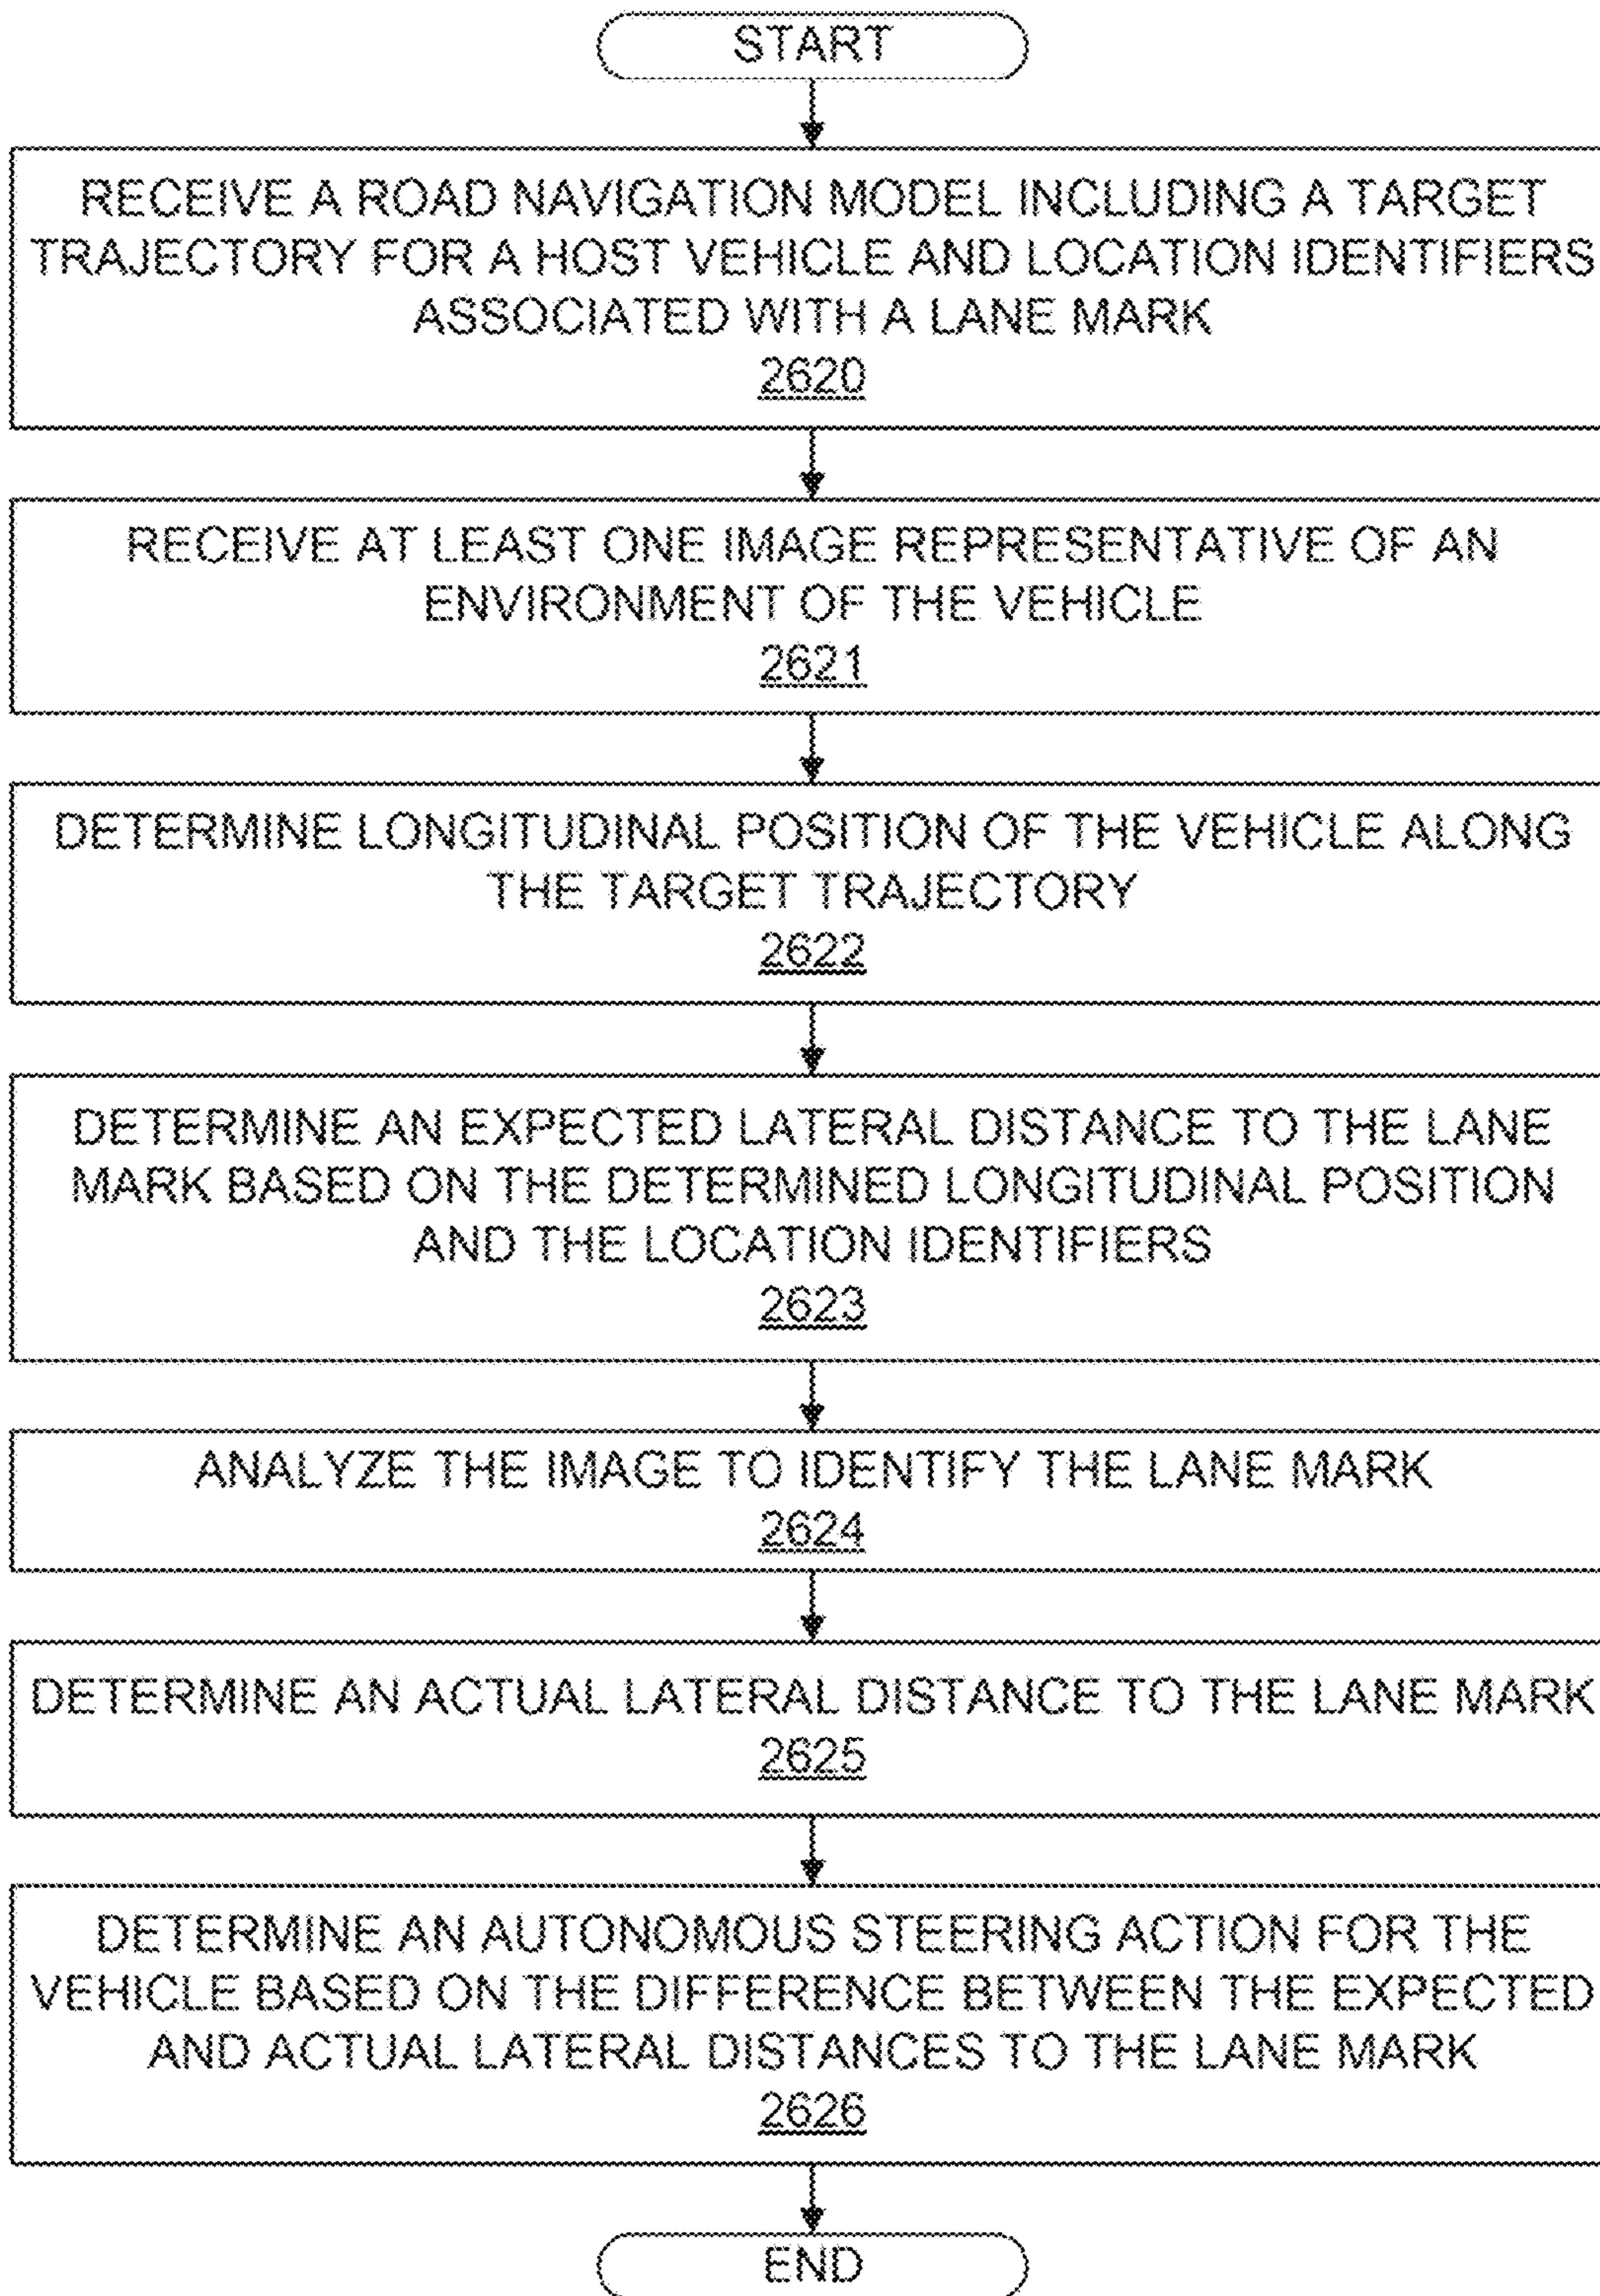 START
RECEIVE A ROAD NAVIGATION MODEL INCLUDING A TARGET
TRAJECTORY FOR A HOST VEHICLE AND LOCATION IDENTIFIERS
ASSOCIATED WITH A LANE MARK
2620
RECEIVE AT LEAST ONE IMAGE REPRESENTATIVE OF AN
ENVIRONMENT OF THE VEHICLE
2621
DETERMINE LONGITUDINAL POSITION OF THE VEHICLE ALONG
THE TARGET TRAJECTORY
2622
DETERMINE AN EXPECTED LATERAL DISTANCE TO THE LANE
MARK BASED ON THE DETERMINED LONGITUDINAL POSITION
AND THE LOCATION IDENTIFIERS
2623
ANALYZE THE IMAGE TO IDENTIFY THE LANE MARK
2624
DETERMINE AN ACTUAL LATERAL DISTANCE TO THE LANE MARK
2625
DETERMINE AN AUTONOMOUS STEERING ACTION FOR THE
VEHICLE BASED ON THE DIFFERENCE BETWEEN THE EXPECTED
AND ACTUAL LATERAL DISTANCES TO THE LANE MARK
2626
END